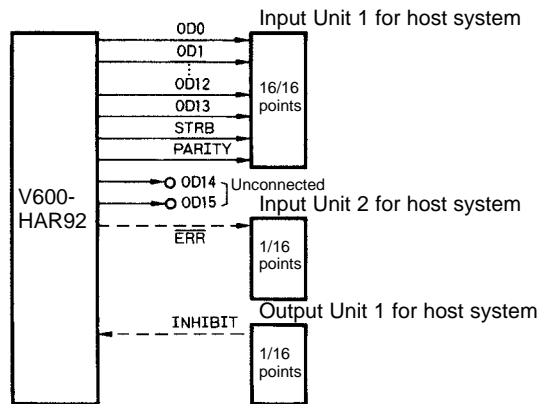 Input Unit 1 for host system
OD0
OD1
OD12
OD13
STRB
PARITY
16/16
points
OD14
OD15
Unconnected
V600-
HAR92
Input Unit 2 for host system
ERR
1/16
points
Output Unit 1 for host system
INHIBIT
1/16
points